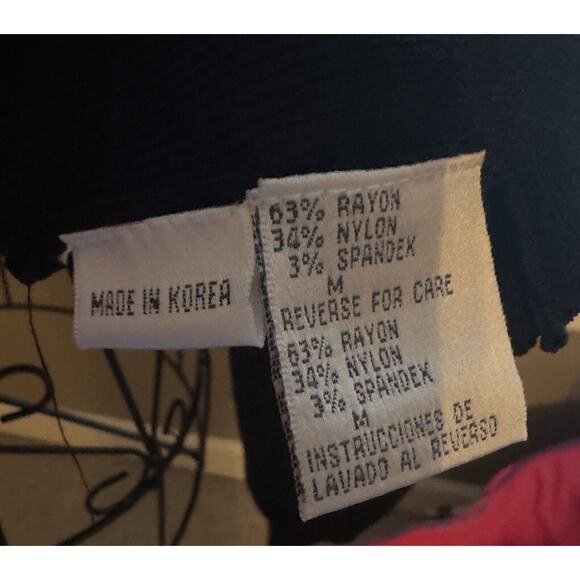 MADE IN KOREA
63% RAYON
34% NYLON
3% SPANDEX
M
REVERSE FOR CARE
63% RAYON
34% NYLON
3% SPANDEX
M
INSTRUCCIONES DE
LAVADO AL REVERSO